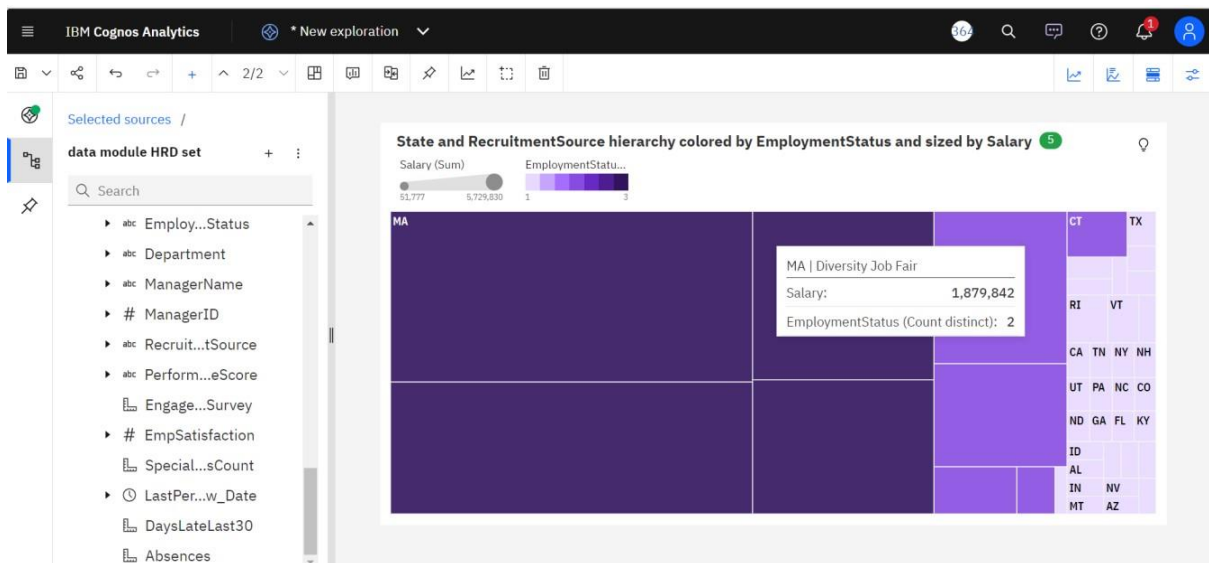 IBM Cognos Analytics
* New exploration
364
1
2/2
Selected sources /
data module HRD set
Search
abc Employ...Status
abc Department
abc ManagerName
# ManagerID
abc Recruit...tSource
abc Perform...eScore
Engage...Survey
# EmpSatisfaction
Special...sCount
LastPer...w_Date
DaysLateLast30
Absences
State and RecruitmentSource hierarchy colored by EmploymentStatus and sized by Salary 5
Salary (Sum) EmploymentStatu...
51,777 5,729,830 1 3
MA CT TX
MA | Diversity Job Fair
Salary: 1,879,842
EmploymentStatus (Count distinct): 2
RI VT
CA TN NY NH
UT PA NC CO
ND GA FL KY
ID
AL
IN NV
MT AZ